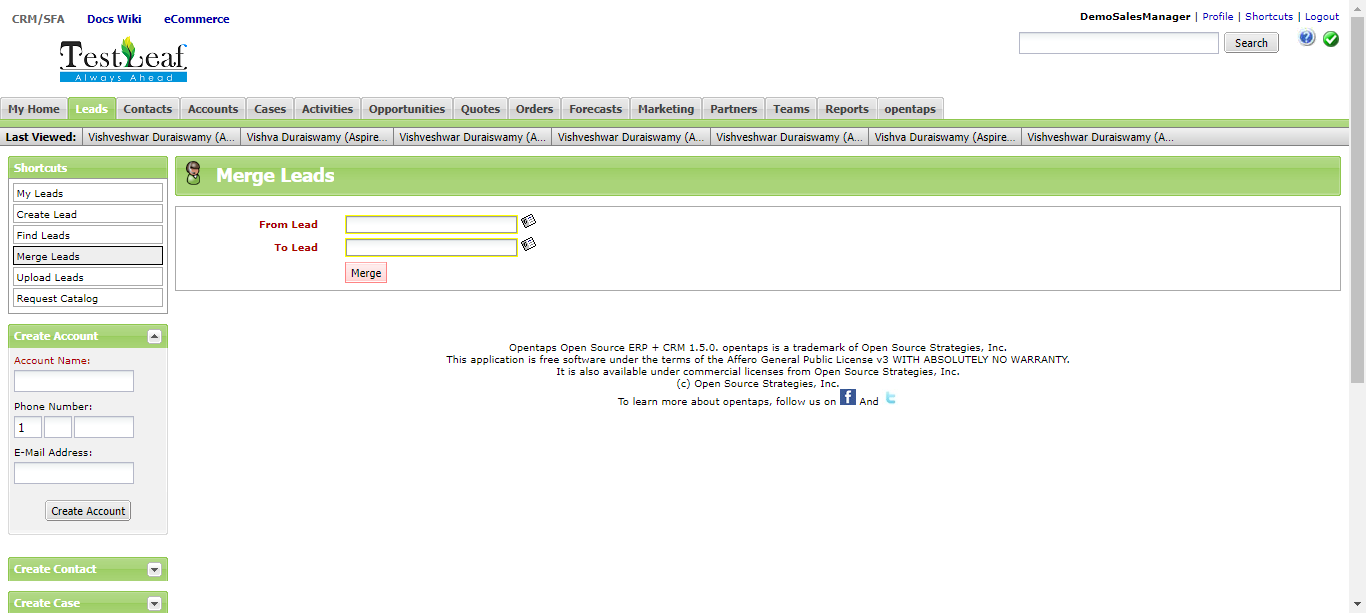 CRM/SFA Docs Wiki eCommerce
DemoSalesManager | Profile | Shortcuts | Logout
TestLeaf
Always Ahead
Search
My Home Leads Contacts Accounts Cases Activities Opportunities Quotes Orders Forecasts Marketing Partners Teams Reports opentaps
Last Viewed: Vishveshwar Duraiswamy (A... Vishva Duraiswamy (Aspire... Vishveshwar Duraiswamy (A... Vishveshwar Duraiswamy (A... Vishveshwar Duraiswamy (A... Vishva Duraiswamy (Aspire... Vishveshwar Duraiswamy (A...
Shortcuts
My Leads
Create Lead
Find Leads
Merge Leads
Upload Leads
Request Catalog
Create Account
Account Name:
Phone Number:
1
E-Mail Address:
Create Account
Create Contact
Create Case
Merge Leads
From Lead
To Lead
Merge
Opentaps Open Source ERP + CRM 1.5.0. opentaps is a trademark of Open Source Strategies, Inc.
This application is free software under the terms of the Affero General Public License v3 WITH ABSOLUTELY NO WARRANTY.
It is also available under commercial licenses from Open Source Strategies, Inc.
(c) Open Source Strategies, Inc.
To learn more about opentaps, follow us on f And t